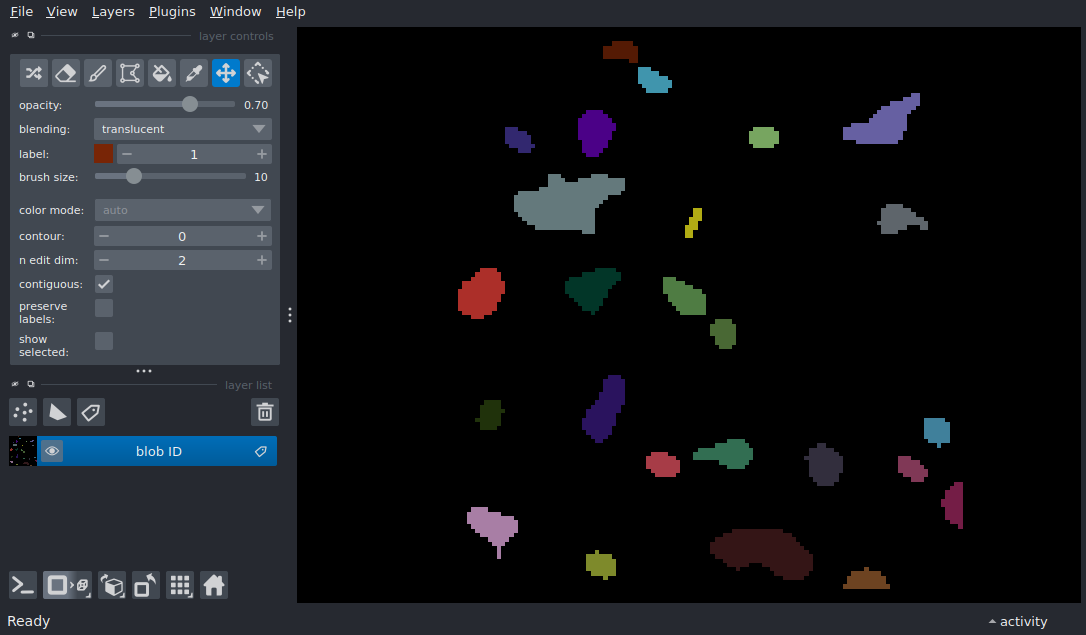 File View Layers Plugins Window Help
layer controls
opacity: 0.70
blending: translucent
label: 1
brush size: 10
color mode: auto
contour: 0
n edit dim: 2
contiguous:
preserve
labels:
show
selected:
layer list
blob ID
Ready activity